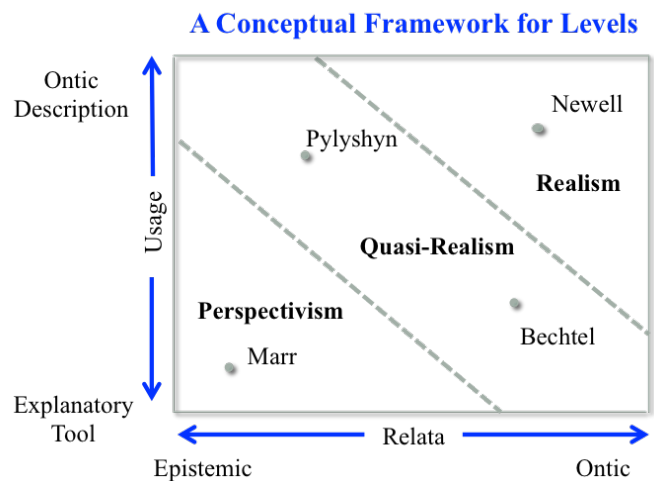 A Conceptual Framework for Levels
Ontic
Description
Newell
Pylyshyn
Realism
Usage
Quasi-Realism
Perspectivism
Bechtel
Marr
Explanatory
Tool
Relata
Epistemic
Ontic